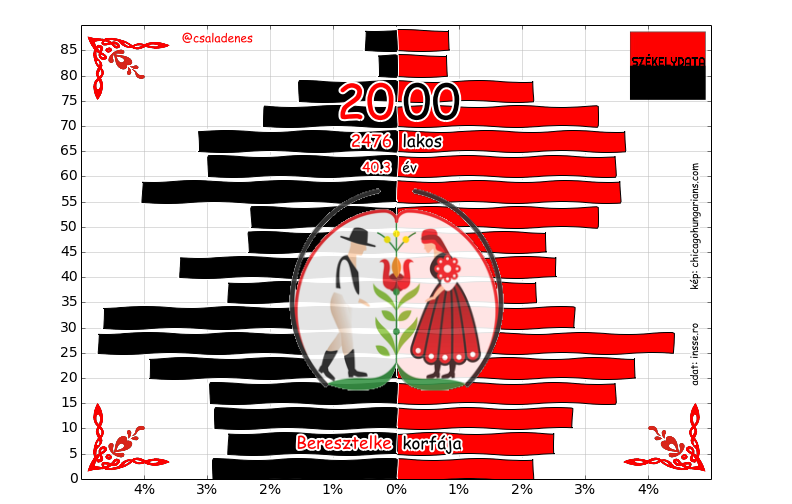 @csaladenes
SZÉKELYDATA
2000
2476 lakos
40.3 év
kép: chicagohungarians.com
adat: insse.ro
Beresztelke korfája
85
80
75
70
65
60
55
50
45
40
35
30
25
20
15
10
5
0
4% 3% 2% 1% 0% 1% 2% 3% 4%